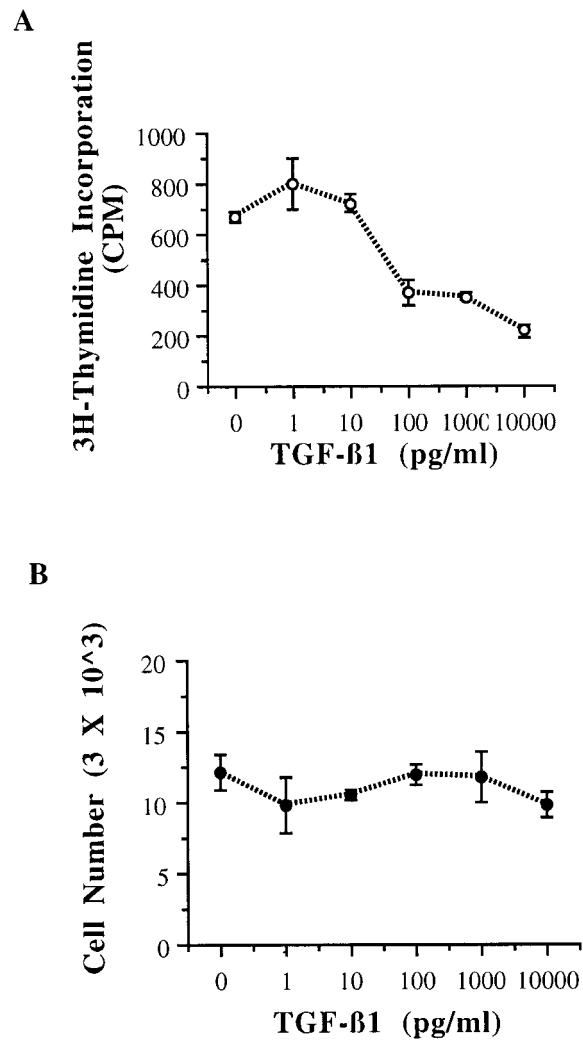 A
3H-Thymidine Incorporation
(CPM)
1000
800
600
400
200
0
0 1 10 100 1000 10000
TGF-ß1 (pg/ml)
B
Cell Number (3 X 10^3)
20
15
10
5
0
0 1 10 100 1000 10000
TGF-ß1 (pg/ml)